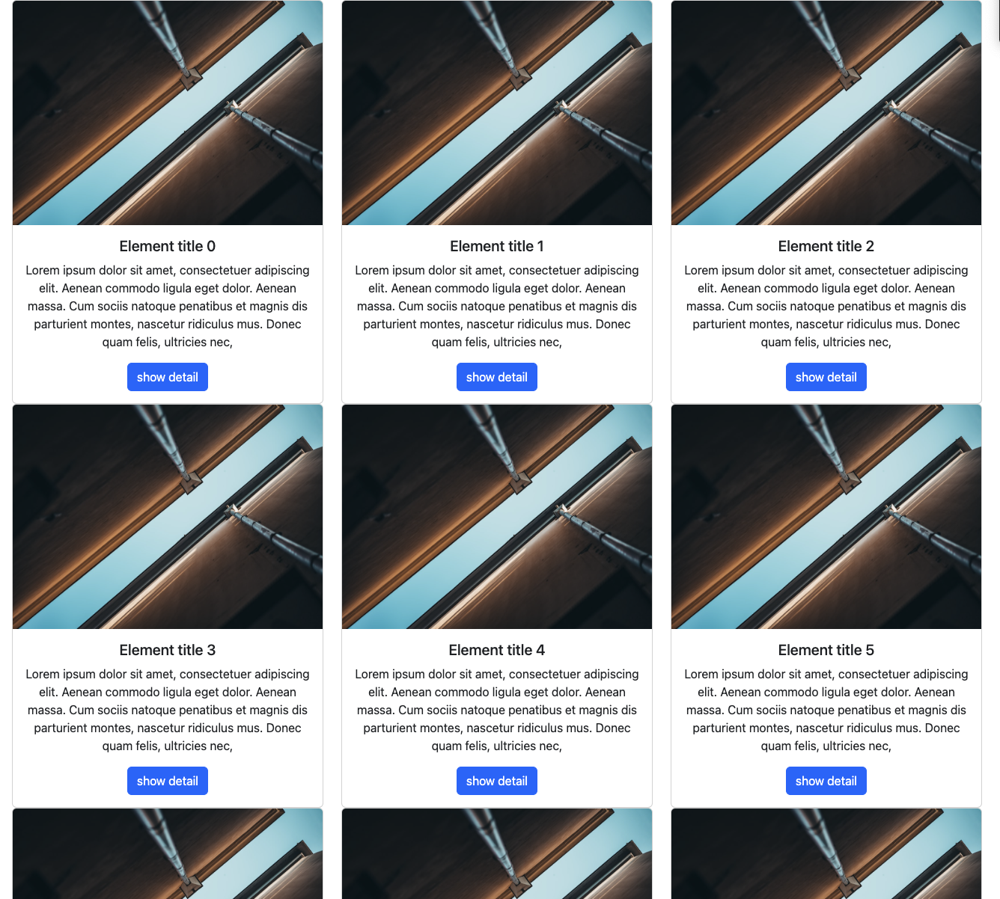 Element title 0
Lorem ipsum dolor sit amet, consectetuer adipiscing
elit. Aenean commodo ligula eget dolor. Aenean
massa. Cum sociis natoque penatibus et magnis dis
parturient montes, nascetur ridiculus mus. Donec
quam felis, ultricies nec,
show detail
Element title 1
Lorem ipsum dolor sit amet, consectetuer adipiscing
elit. Aenean commodo ligula eget dolor. Aenean
massa. Cum sociis natoque penatibus et magnis dis
parturient montes, nascetur ridiculus mus. Donec
quam felis, ultricies nec,
show detail
Element title 2
Lorem ipsum dolor sit amet, consectetuer adipiscing
elit. Aenean commodo ligula eget dolor. Aenean
massa. Cum sociis natoque penatibus et magnis dis
parturient montes, nascetur ridiculus mus. Donec
quam felis, ultricies nec,
show detail
Element title 3
Lorem ipsum dolor sit amet, consectetuer adipiscing
elit. Aenean commodo ligula eget dolor. Aenean
massa. Cum sociis natoque penatibus et magnis dis
parturient montes, nascetur ridiculus mus. Donec
quam felis, ultricies nec,
show detail
Element title 4
Lorem ipsum dolor sit amet, consectetuer adipiscing
elit. Aenean commodo ligula eget dolor. Aenean
massa. Cum sociis natoque penatibus et magnis dis
parturient montes, nascetur ridiculus mus. Donec
quam felis, ultricies nec,
show detail
Element title 5
Lorem ipsum dolor sit amet, consectetuer adipiscing
elit. Aenean commodo ligula eget dolor. Aenean
massa. Cum sociis natoque penatibus et magnis dis
parturient montes, nascetur ridiculus mus. Donec
quam felis, ultricies nec,
show detail